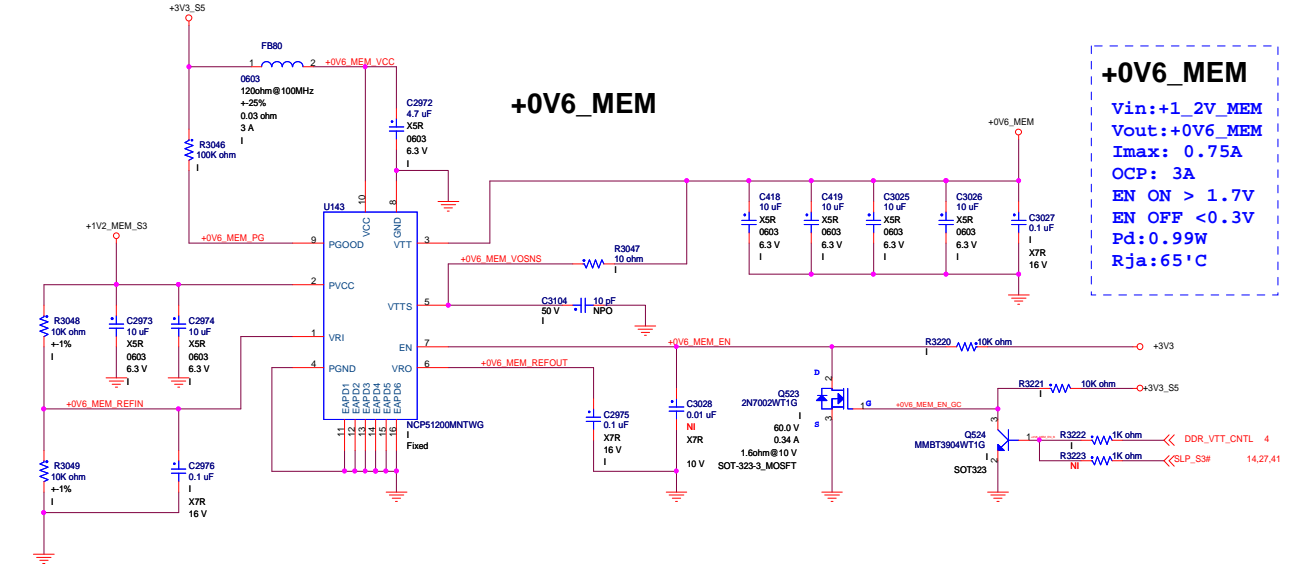 +3V3_S5
FB80
1
2
+0V6_MEM_VCC
0603
120ohm@100MHz
+-25%
0.03 ohm
3 A
I
R3046
100K ohm
I
C2972
4.7 uF
X5R
0603
6.3 V
I
+0V6_MEM
+0V6_MEM
Vin:+1_2V_MEM
Vout:+0V6_MEM
Imax: 0.75A
OCP: 3A
EN ON > 1.7V
EN OFF <0.3V
Pd:0.99W
Rja:65'C
+0V6_MEM
C418
10 uF
X5R
0603
6.3 V
I
C419
10 uF
X5R
0603
6.3 V
I
C3025
10 uF
X5R
0603
6.3 V
I
C3026
10 uF
X5R
0603
6.3 V
I
C3027
0.1 uF
I
X7R
16 V
+1V2_MEM_S3
+0V6_MEM_PG
U143
10
VCC
8
GND
9
PGOOD
VTT
3
2
PVCC
VTTS
5
1
VRI
EN
7
4
PGND
VRO
6
EAPD1
EAPD2
EAPD3
EAPD4
EAPD5
EAPD6
11
12
13
14
15
16
NCP51200MNTWG
I
Fixed
+0V6_MEM_VOSNS
R3047
10 ohm
I
C3104
50 V
I
10 pF
NPO
R3048
10K ohm
+-1%
I
C2973
10 uF
X5R
0603
6.3 V
I
C2974
10 uF
X5R
0603
6.3 V
I
+0V6_MEM_REFIN
R3049
10K ohm
+-1%
I
C2976
0.1 uF
I
X7R
16 V
+0V6_MEM_EN
+0V6_MEM_REFOUT
C2975
0.1 uF
X7R
16 V
I
C3028
0.01 uF
NI
X7R
10 V
R3220
I
10K ohm
+3V3
D
2
Q523
2N7002WT1G
1
G
S
3
I
60.0 V
0.34 A
1.6ohm@10 V
SOT-323-3_MOSFT
+0V6_MEM_EN_GC
R3221
I
10K ohm
+3V3_S5
3
Q524
MMBT3904WT1G
1
2
I
SOT323
R3222
I
1K ohm
DDR_VTT_CNTL 4
R3223
NI
1K ohm
SLP_S3# 14,27,41